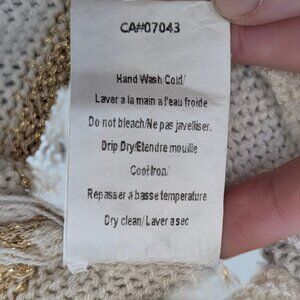 CA#07043
Hand Wash Cold/
Laver a la main a l'eau froide
Do not bleach/Ne pas javelliser.
Drip Dry/Etendre mouille
Cool Iron/
Repasser a basse temperature
Dry clean/ Laver a sec